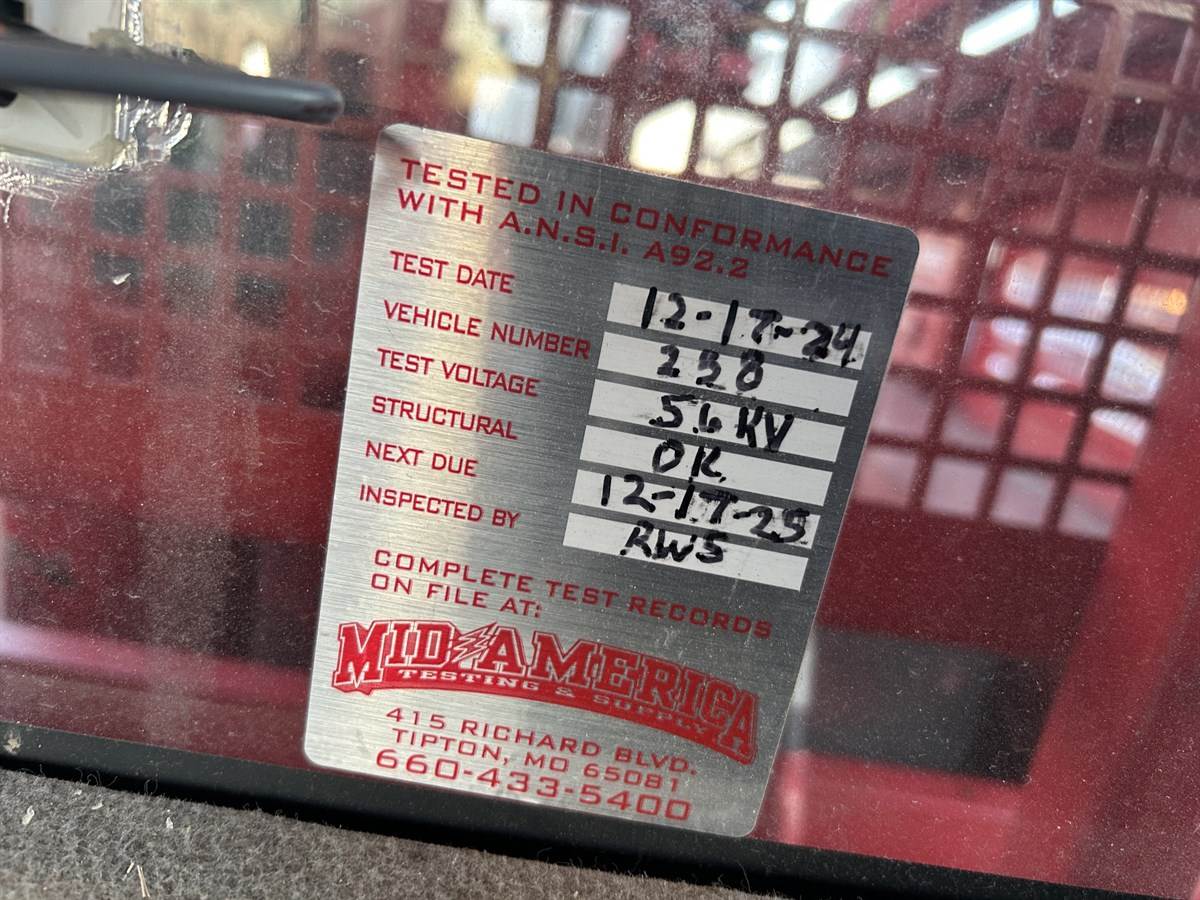 TESTED IN CONFORMANCE
WITH A.N.S.I. A92.2
TEST DATE 12-17-24
VEHICLE NUMBER 258
TEST VOLTAGE 56 KV
STRUCTURAL OK
NEXT DUE 12-17-25
INSPECTED BY RWS
COMPLETE TEST RECORDS
ON FILE AT:
MID-AMERICA
TESTING & SUPPLY
415 RICHARD BLVD.
TIPTON, MO 65081
660-433-5400